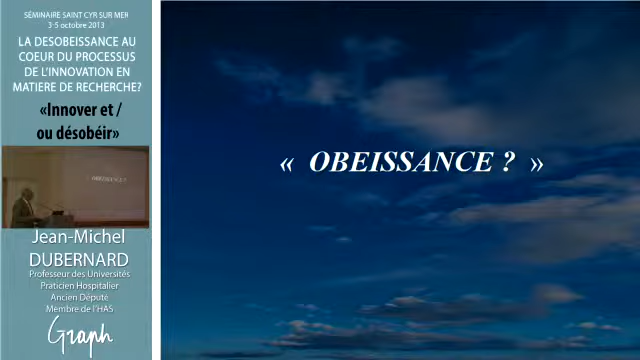 SÉMINAIRE SAINT CYR SUR MER
3-5 octobre 2013
LA DESOBEISSANCE AU
COEUR DU PROCESSUS
DE L'INNOVATION EN
MATIERE DE RECHERCHE?
«Innover et /
ou désobéir»
OBEISSANCE ?
Jean-Michel
DUBERNARD
Professeur des Universités
Praticien Hospitalier
Ancien Député
Membre de l'HAS
Graph
« OBEISSANCE ? »